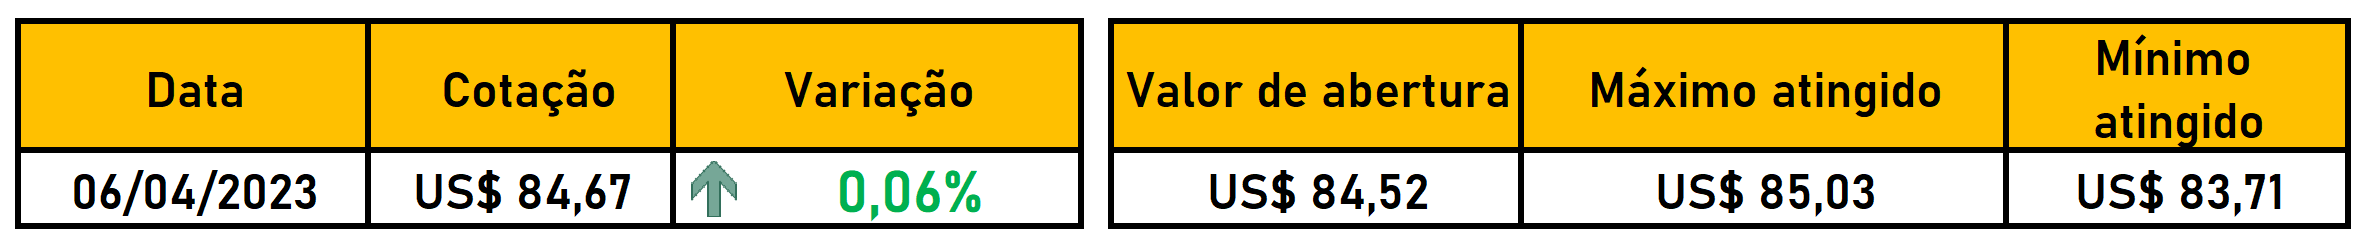 Data Cotação Variação Valor de abertura Máximo atingido Mínimo
atingido
06/04/2023 US$ 84,67 0,06% US$ 84,52 US$ 85,03 US$ 83,71